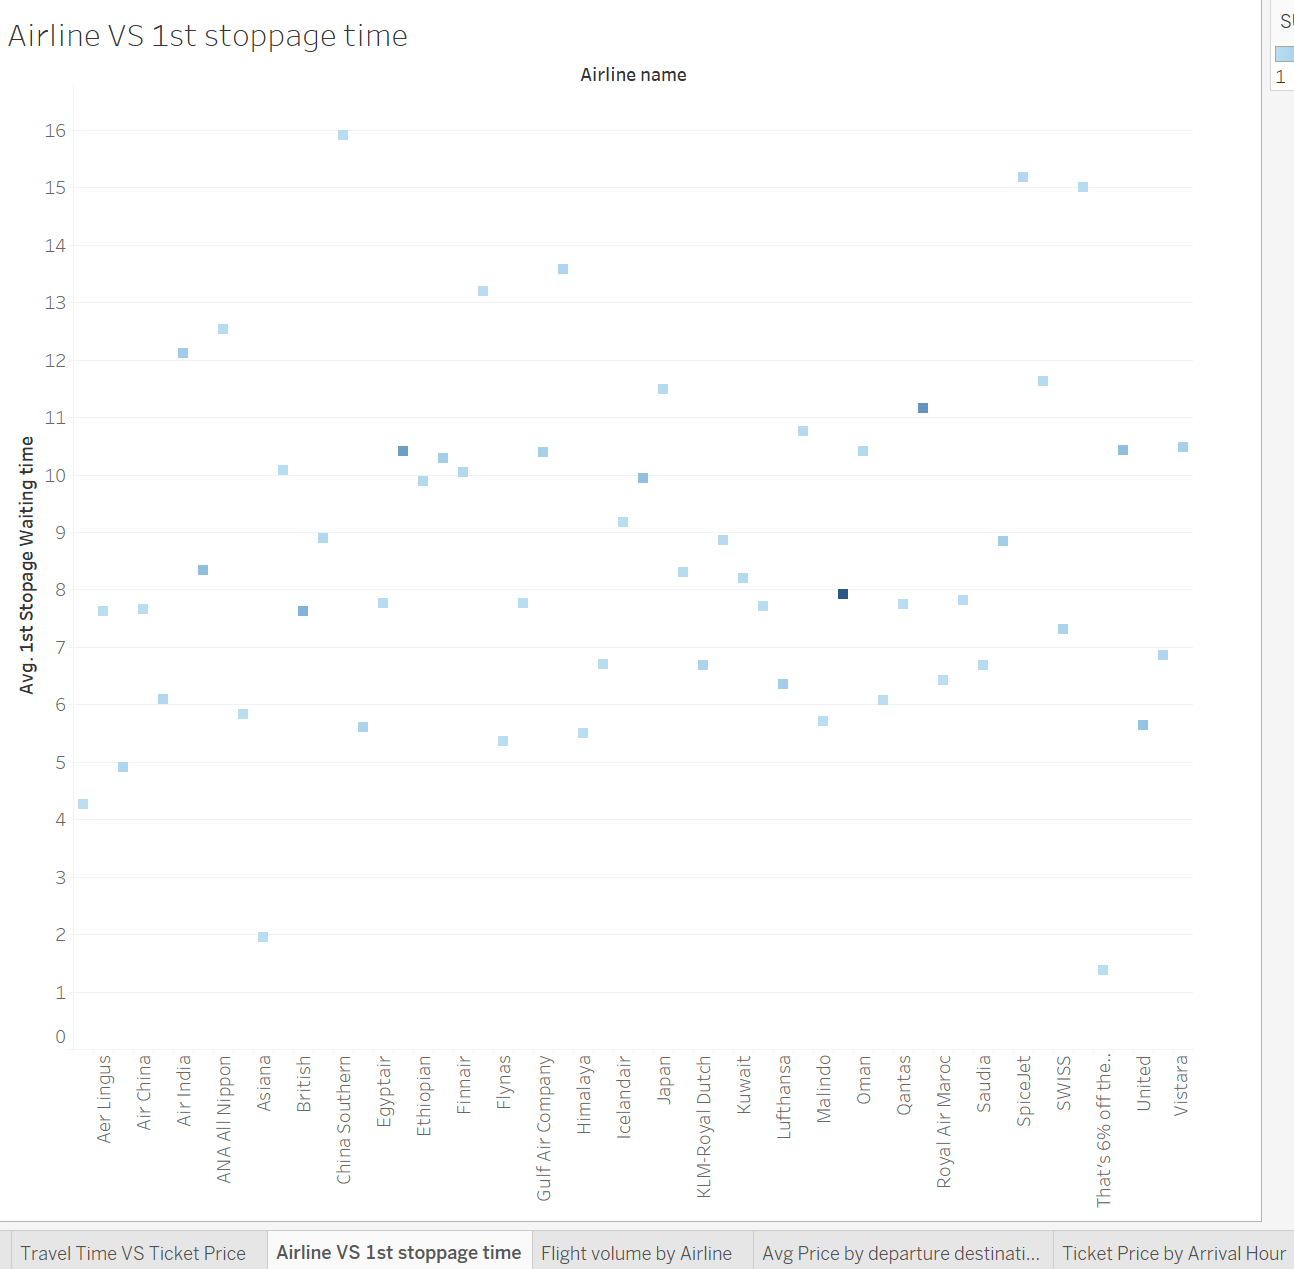 Airline VS 1st stoppage time
Airline name
1
16
15
14
13
12
11
10
9
8
7
6
5
4
3
2
1
0
Avg. 1st Stopage Waiting time
Aer Lingus
Air China
Air India
ANA All Nippon
Asiana
British
China Southern
Egyptair
Ethiopian
Finnair
Flynas
Gulf Air Company
Himalaya
Icelandair
Japan
KLM-Royal Dutch
Kuwait
Lufthansa
Malindo
Oman
Qantas
Royal Air Maroc
Saudia
SpiceJet
SWISS
That's 6% off the..
United
Vistara
Travel Time VS Ticket Price
Airline VS 1st stoppage time
Flight volume by Airline
Avg Price by departure destinati...
Ticket Price by Arrival Hour